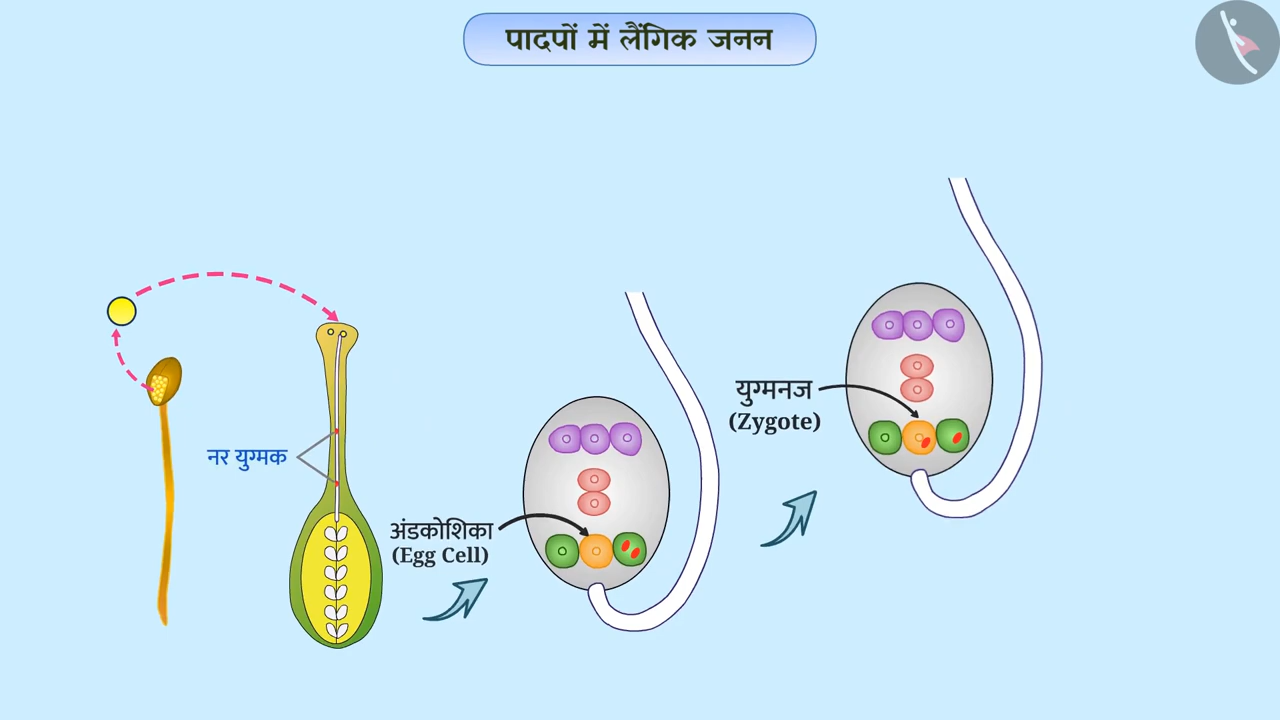 पादपों में लैंगिक जनन
नर युग्मक
अंडकोशिका
(Egg Cell)
युग्मनज
(Zygote)